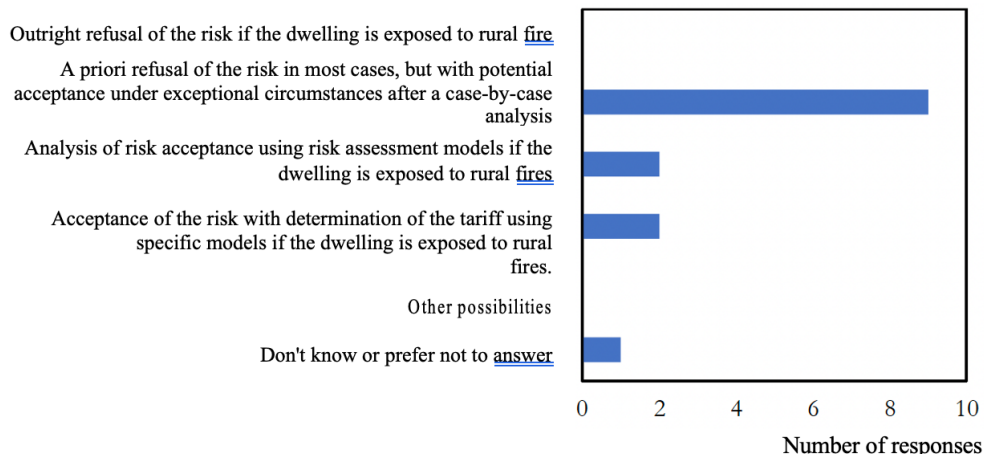 Outright refusal of the risk if the dwelling is exposed to rural fire
A priori refusal of the risk in most cases, but with potential
acceptance under exceptional circumstances after a case-by-case
analysis
Analysis of risk acceptance using risk assessment models if the
dwelling is exposed to rural fires
Acceptance of the risk with determination of the tariff using
specific models if the dwelling is exposed to rural
fires.
Other possibilities
Don't know or prefer not to answer
0 2 4 6 8 10
Number of responses